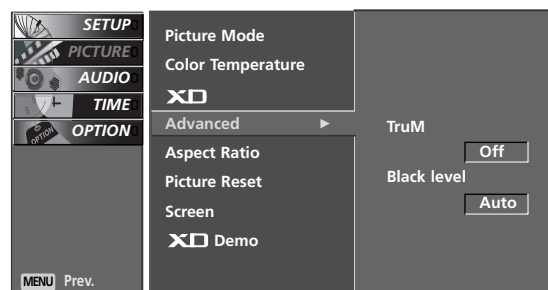 SETUP
PICTURE
AUDIO
TIME
OPTION
MENU Prev.
Picture Mode
Color Temperature
XD
Advanced ►
Aspect Ratio
Picture Reset
Screen
XD Demo
TruM
Off
Black level
Auto